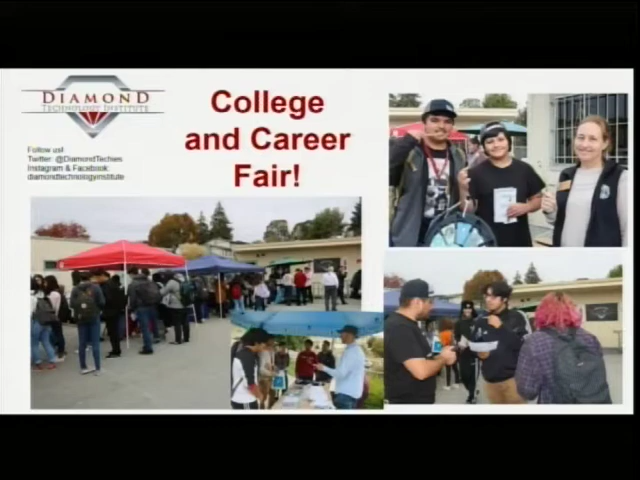 DIAMOND
TECHNOLOGY INSTITUTE
College
and Career
Fair!
Follow us!
Twitter: @DiamondTechies
Instagram & Facebook:
diamondtechnologyinstitute